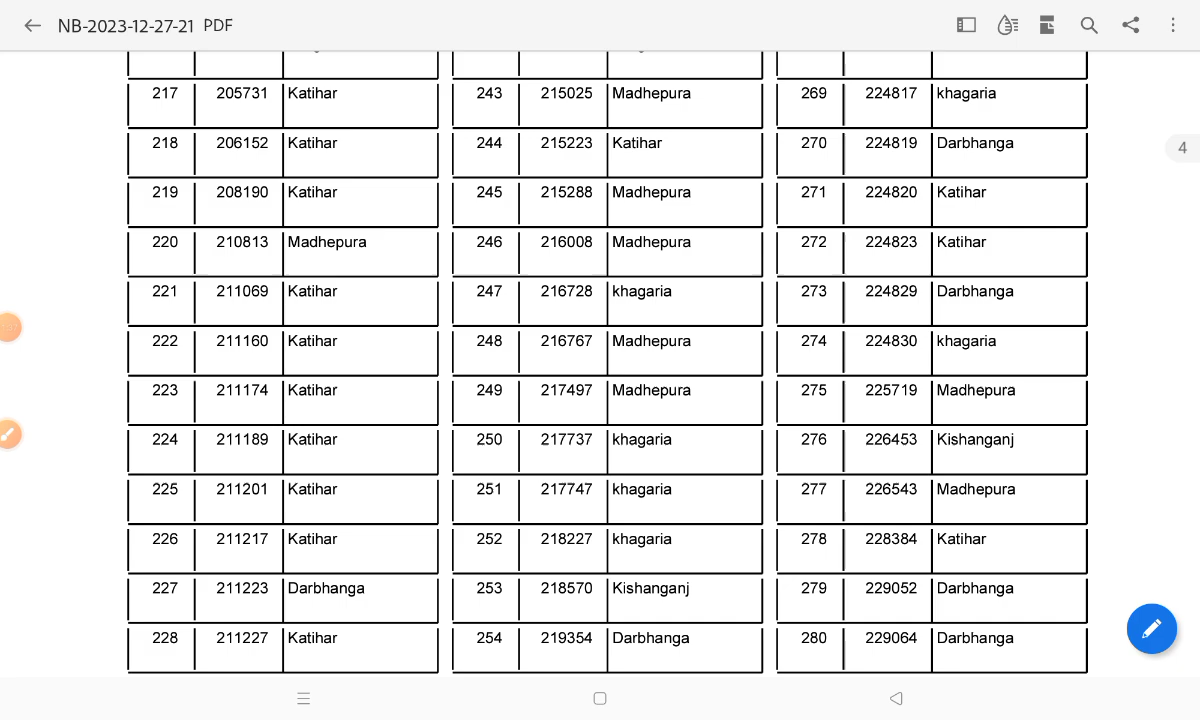 NB-2023-12-27-21 PDF
217 205731 Katihar 243 215025 Madhepura 269 224817 khagaria
4
218 206152 Katihar 244 215223 Katihar 270 224819 Darbhanga
219 208190 Katihar 245 215288 Madhepura 271 224820 Katihar
220 210813 Madhepura 246 216008 Madhepura 272 224823 Katihar
221 211069 Katihar 247 216728 khagaria 273 224829 Darbhanga
222 211160 Katihar 248 216767 Madhepura 274 224830 khagaria
223 211174 Katihar 249 217497 Madhepura 275 225719 Madhepura
224 211189 Katihar 250 217737 khagaria 276 226453 Kishanganj
225 211201 Katihar 251 217747 khagaria 277 226543 Madhepura
226 211217 Katihar 252 218227 khagaria 278 228384 Katihar
227 211223 Darbhanga 253 218570 Kishanganj 279 229052 Darbhanga
228 211227 Katihar 254 219354 Darbhanga 280 229064 Darbhanga